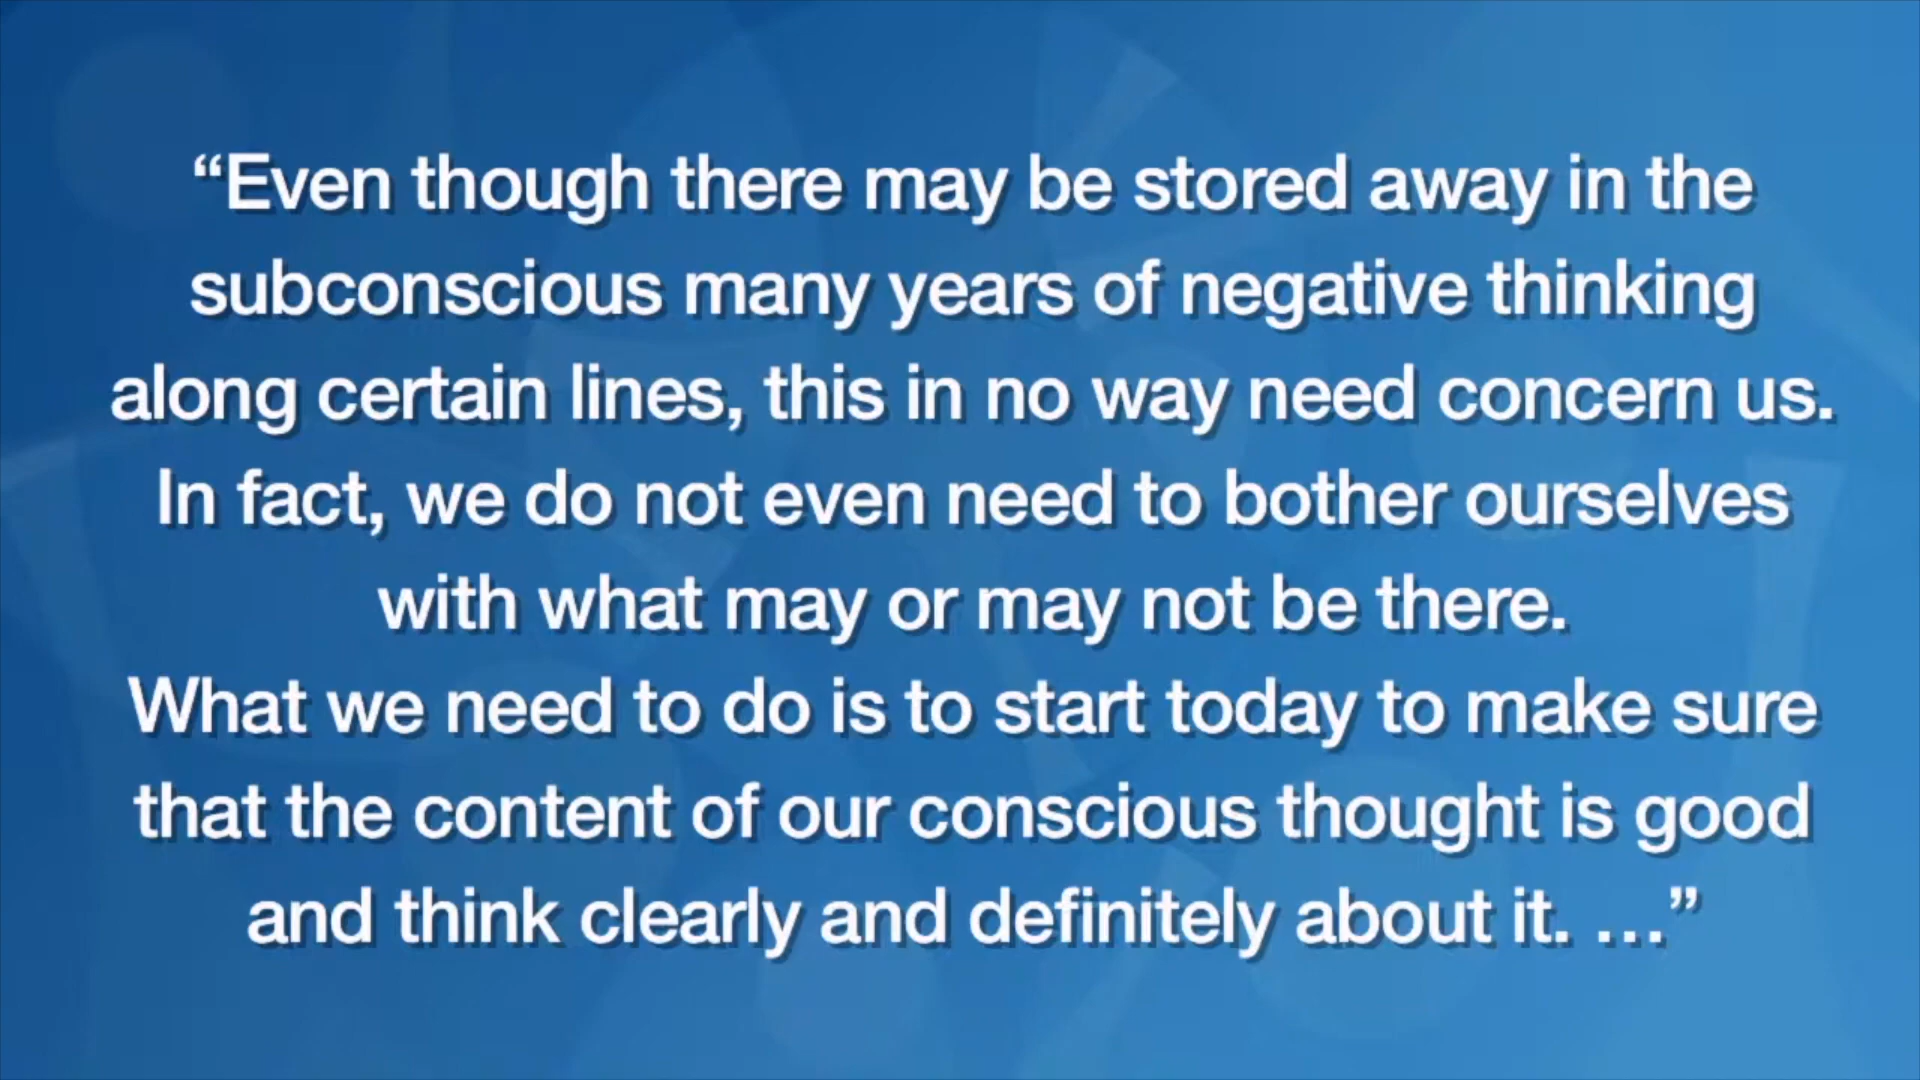 “Even though there may be stored away in the
subconscious many years of negative thinking
along certain lines, this in no way need concern us.
In fact, we do not even need to bother ourselves
with what may or may not be there.
What we need to do is to start today to make sure
that the content of our conscious thought is good
and think clearly and definitely about it. …”